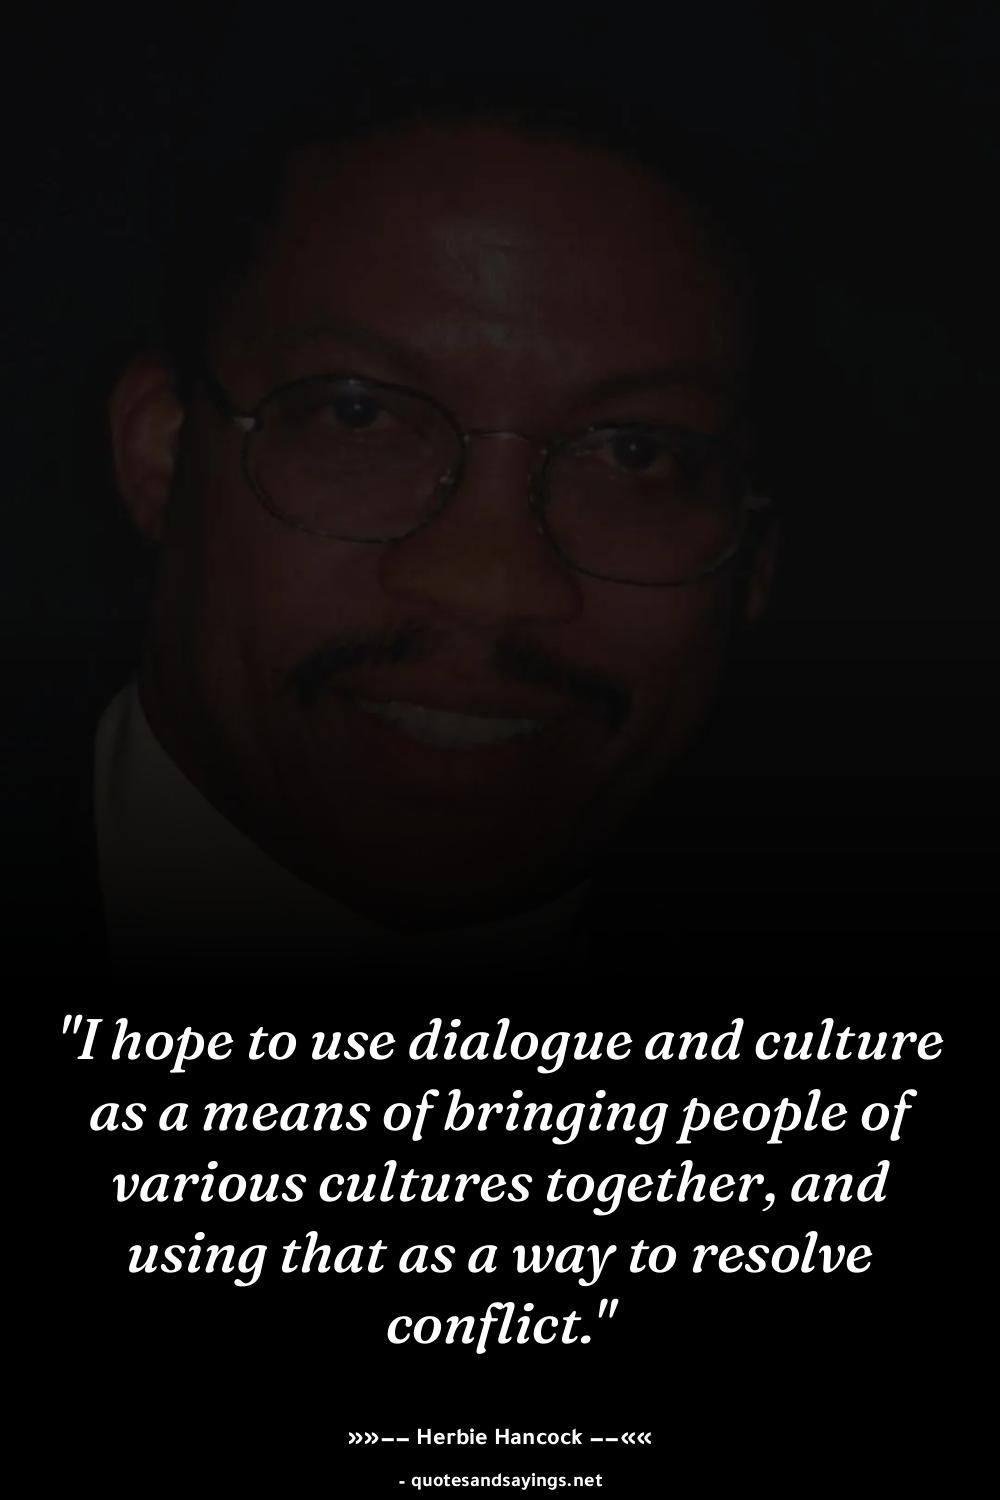 "I hope to use dialogue and culture
as a means of bringing people of
various cultures together, and
using that as a way to resolve
conflict."
»»−− Herbie Hancock −−««
- quotesandsayings.net